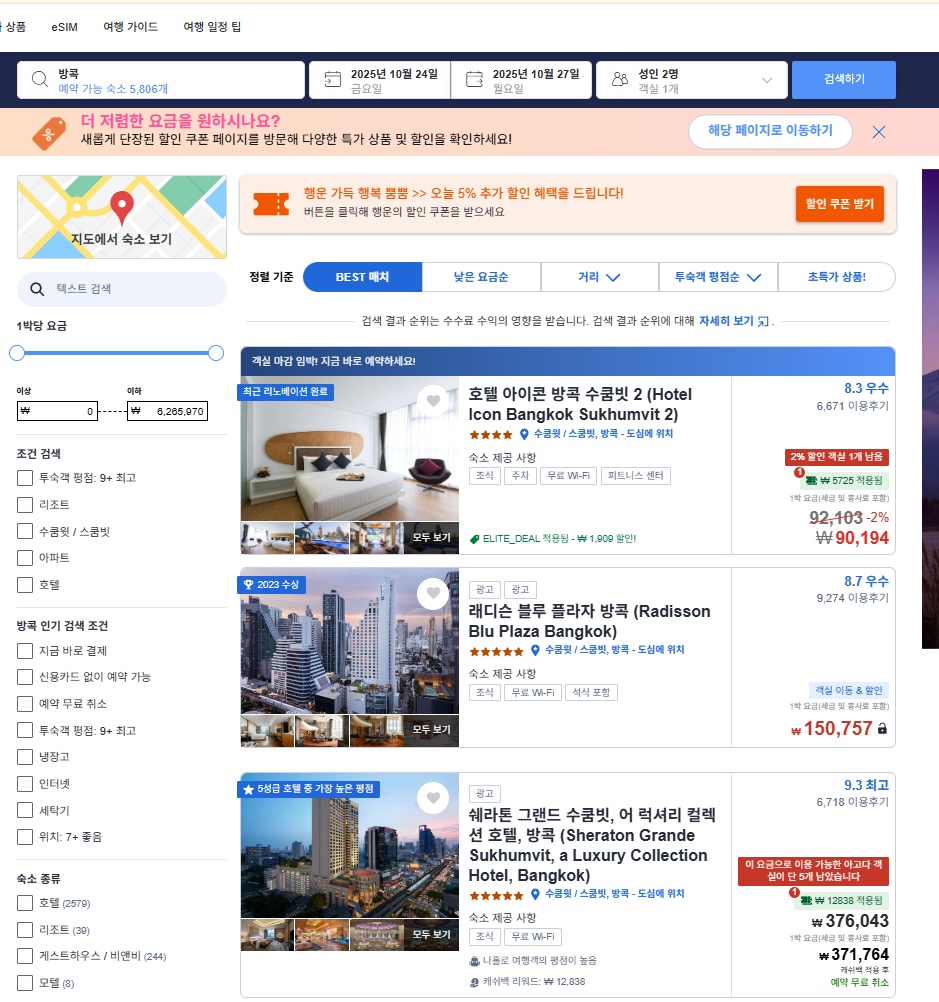 상품
eSIM
여행 가이드
여행 일정 팁
방콕
예약 가능 숙소 5,806개
2025년 10월 24일
금요일
2025년 10월 27일
월요일
성인 2명
객실 1개
검색하기
더 저렴한 요금을 원하시나요?
새롭게 단장된 할인 쿠폰 페이지를 방문해 다양한 특가 상품 및 할인을 확인하세요!
해당 페이지로 이동하기
지도에서 숙소 보기
텍스트 검색
1박당 요금
이상
이하
₩ 0
₩ 6,265,970
조건 검색
투숙객 평점: 9+ 최고
리조트
수쿰윗 / 스쿰빗
아파트
호텔
방콕 인기 검색 조건
지금 바로 결제
신용카드 없이 예약 가능
예약 무료 취소
투숙객 평점: 9+ 최고
냉장고
인터넷
세탁기
위치: 7+ 좋음
숙소 종류
호텔 (2579)
리조트 (39)
게스트하우스 / 비앤비 (244)
모텔 (8)
행운 가득 행복 뿜뿜 >> 오늘 5% 추가 할인 혜택을 드립니다!
버튼을 클릭해 행운의 할인 쿠폰을 받으세요
할인 쿠폰 받기
정렬 기준
BEST 매치
낮은 요금순
거리
투숙객 평점순
초특가 상품!
검색 결과 순위는 수수료 수익의 영향을 받습니다. 검색 결과 순위에 대해 자세히 보기 .
객실 마감 임박! 지금 바로 예약하세요!
최근 리노베이션 완료
모두 보기
호텔 아이콘 방콕 수쿰빗 2 (Hotel
Icon Bangkok Sukhumvit 2)
수쿰윗 / 스쿰빗, 방콕 - 도심에 위치
숙소 제공 사항
조식
주차
무료 Wi-Fi
피트니스 센터
ELITE_DEAL 적용됨 - ₩ 1,909 할인!
8.3 우수
6,671 이용후기
2% 할인 객실 1개 남음
1
₩ 5725 적용됨
1박 요금(세금 및 봉사료 포함)
92,103 -2%
₩ 90,194
2023 수상
모두 보기
광고
광고
래디슨 블루 플라자 방콕 (Radisson
Blu Plaza Bangkok)
수쿰윗 / 스쿰빗, 방콕 - 도심에 위치
숙소 제공 사항
조식
무료 Wi-Fi
석식 포함
8.7 우수
9,274 이용후기
객실 이동 & 할인
1박 요금(세금 및 봉사료 포함)
₩ 150,757
5성급 호텔 중 가장 높은 평점
모두 보기
광고
쉐라톤 그랜드 수쿰빗, 어 럭셔리 컬렉
션 호텔, 방콕 (Sheraton Grande
Sukhumvit, a Luxury Collection
Hotel, Bangkok)
수쿰윗 / 스쿰빗, 방콕 - 도심에 위치
숙소 제공 사항
조식
무료 Wi-Fi
나홀로 여행객의 평점이 높음
캐쉬백 리워드: ₩ 12,838
9.3 최고
6,718 이용후기
이 요금으로 이용 가능한 아고다 객
실이 단 5개 남았습니다
1
₩ 12838 적용됨
₩ 376,043
1박 요금(세금 및 봉사료 포함)
₩ 371,764
캐쉬백 적용 후
예약 무료 취소